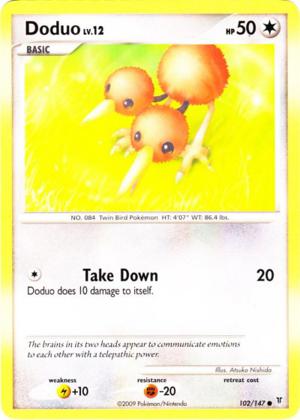 Doduo LV.12 HP 50
BASIC
NO. 084 Twin Bird Pokémon HT: 4'07" WT: 86.4 lbs.
Take Down 20
Doduo does 10 damage to itself.
The brains in its two heads appear to communicate emotions
to each other with a telepathic power.
Illus. Atsuko Nishida
weakness resistance retreat cost
+10 -20
©2009 Pokémon/Nintendo 102/147